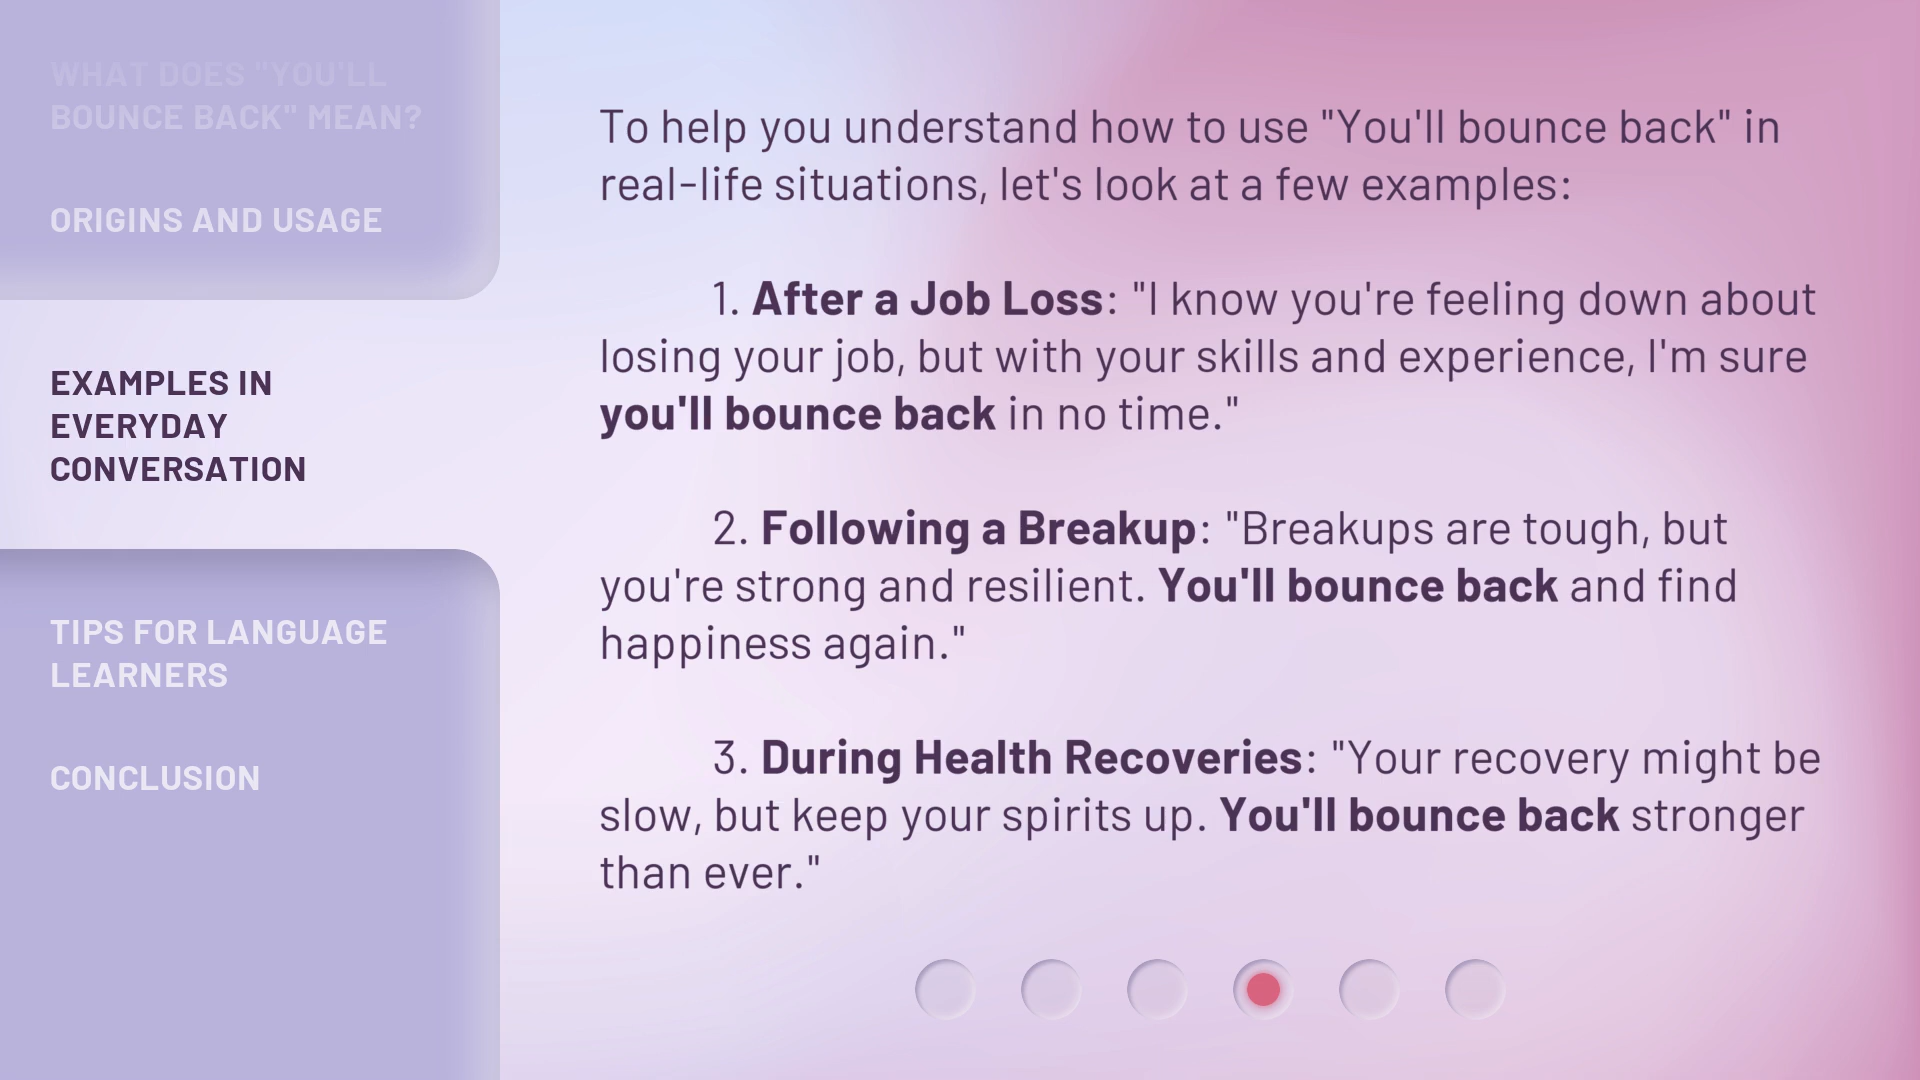 WHAT DOES "YOU'LL
BOUNCE BACK" MEAN?
ORIGINS AND USAGE
EXAMPLES IN
EVERYDAY
CONVERSATION
TIPS FOR LANGUAGE
LEARNERS
CONCLUSION
To help you understand how to use "You'll bounce back" in
real-life situations, let's look at a few examples:
1. After a Job Loss: "I know you're feeling down about
losing your job, but with your skills and experience, I'm sure
you'll bounce back in no time."
2. Following a Breakup: "Breakups are tough, but
you're strong and resilient. You'll bounce back and find
happiness again."
3. During Health Recoveries: "Your recovery might be
slow, but keep your spirits up. You'll bounce back stronger
than ever."